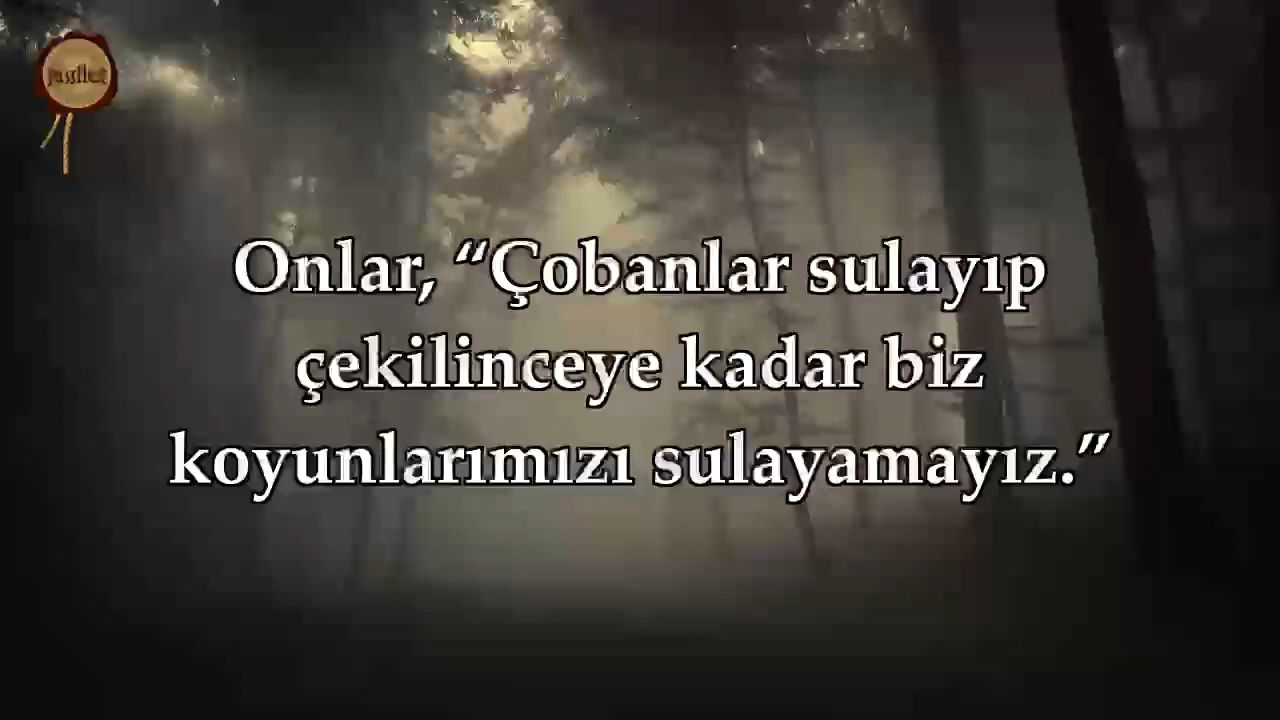 Onlar, “Çobanlar sulayıp
çekilinceye kadar biz
koyunlarımızı sulayamayız.”